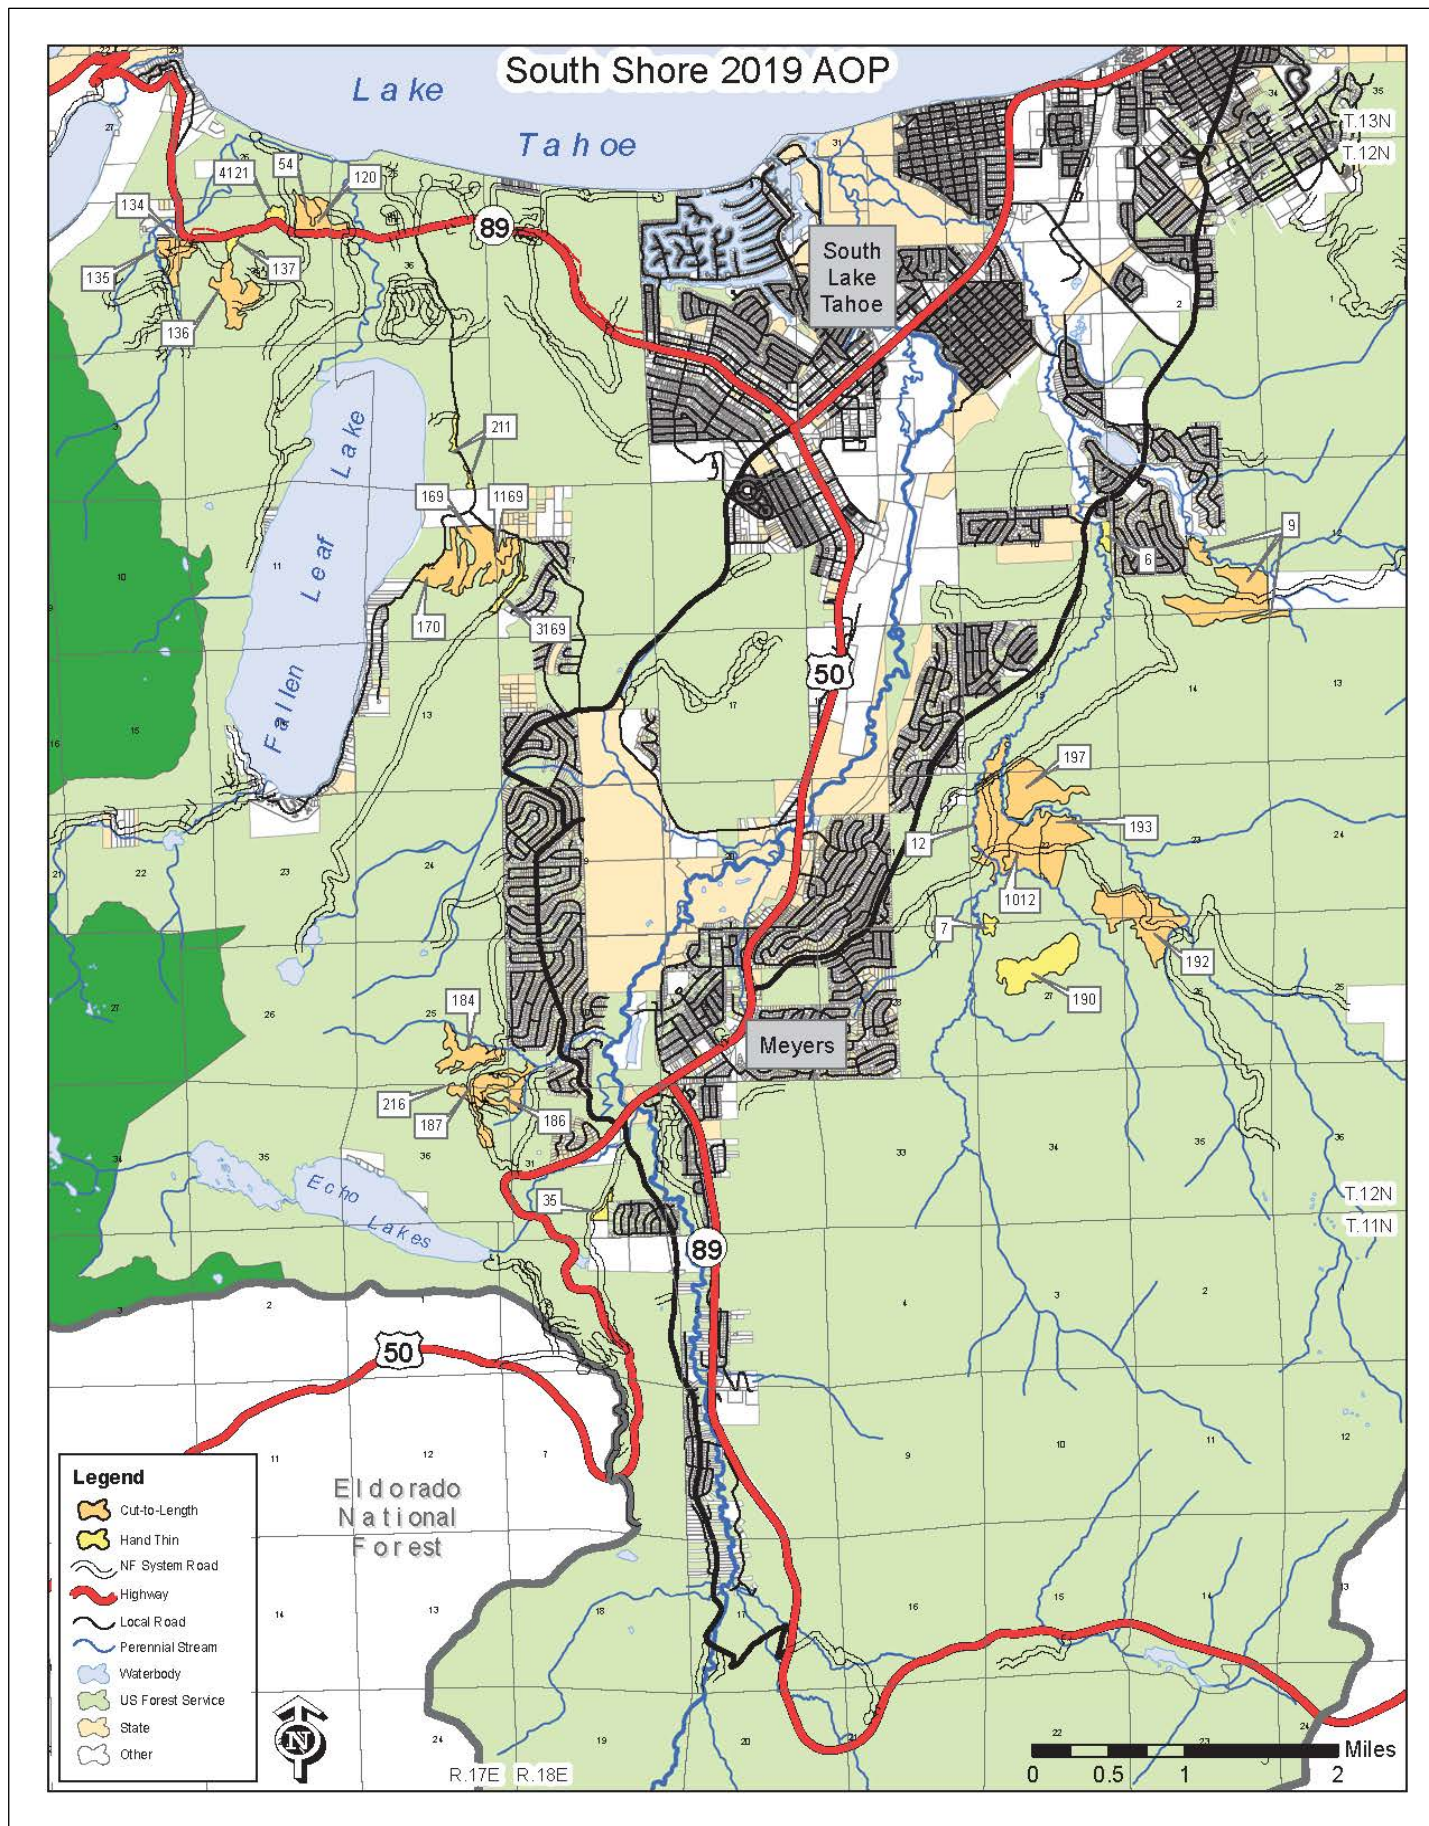 South Shore 2019 AOP
Lake
Tahoe
T.13N
T.12N
54
4121
120
134
89
135
137
136
South
Lake
Tahoe
211
Fallen Leaf Lake
169
1169
9
6
170
3169
50
197
193
12
1012
7
192
190
184
Meyers
216
187
186
Echo
Lakes
35
T.12N
T.11N
89
50
Eldorado
National
Forest
Legend
Cut-to-Length
Hand Thin
NF System Road
Highway
Local Road
Perennial Stream
Waterbody
US Forest Service
State
Other
N
R.17E R.18E
Miles
0 0.5 1 2